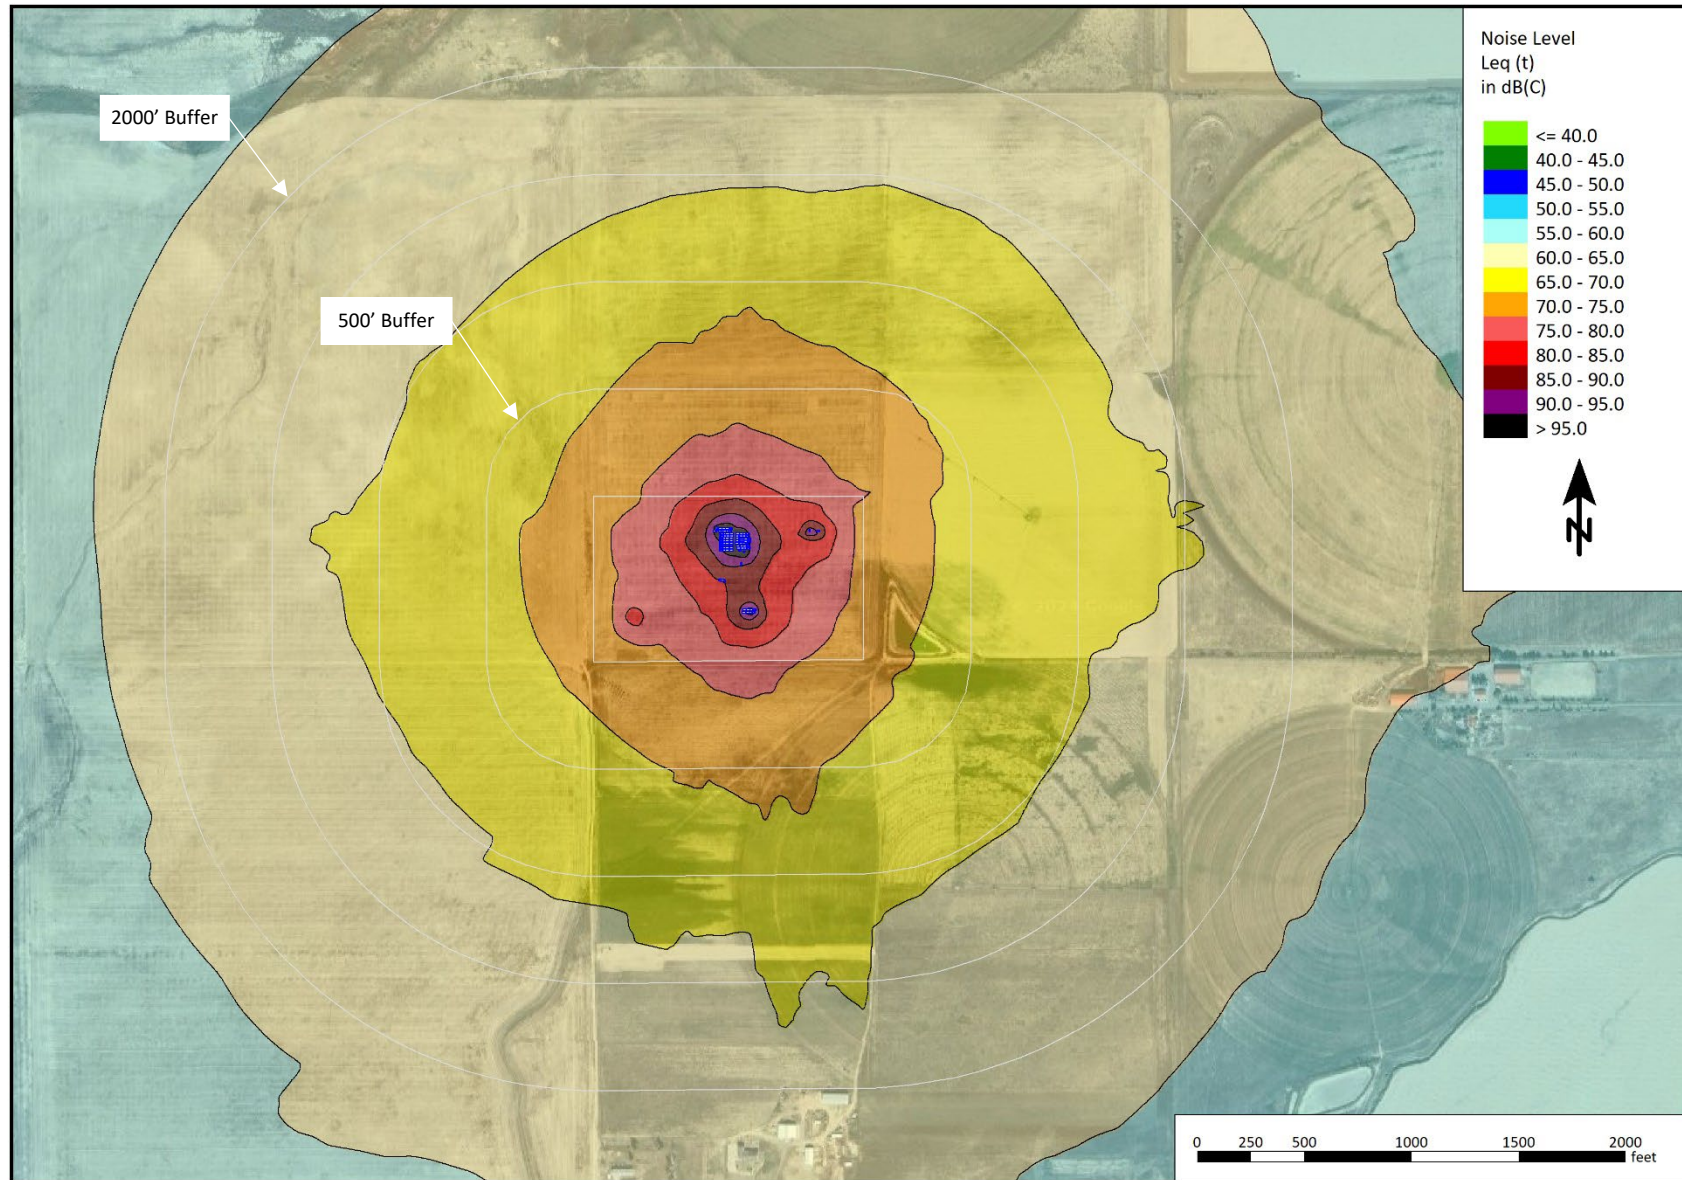 2000' Buffer
500' Buffer
Noise Level
Leq (t)
in dB(C)
<= 40.0
40.0 - 45.0
45.0 - 50.0
50.0 - 55.0
55.0 - 60.0
60.0 - 65.0
65.0 - 70.0
70.0 - 75.0
75.0 - 80.0
80.0 - 85.0
85.0 - 90.0
90.0 - 95.0
> 95.0
N
0 250 500 1000 1500 2000
feet